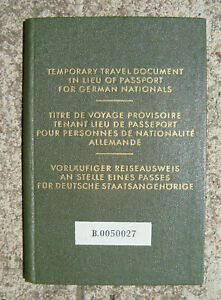 TEMPORARY TRAVEL DOCUMENT
IN LIEU OF PASSPORT
FOR GERMAN NATIONALS
TITRE DE VOYAGE PROVISOIRE
TENANT LIEU DE PASSEPORT
POUR PERSONNES DE NATIONALITÉ
ALLEMANDE
VORLÄUFIGER REISEAUSWEIS
AN STELLE EINES PASSES
FÜR DEUTSCHE STAATSANGEHÖRIGE
B.0050027